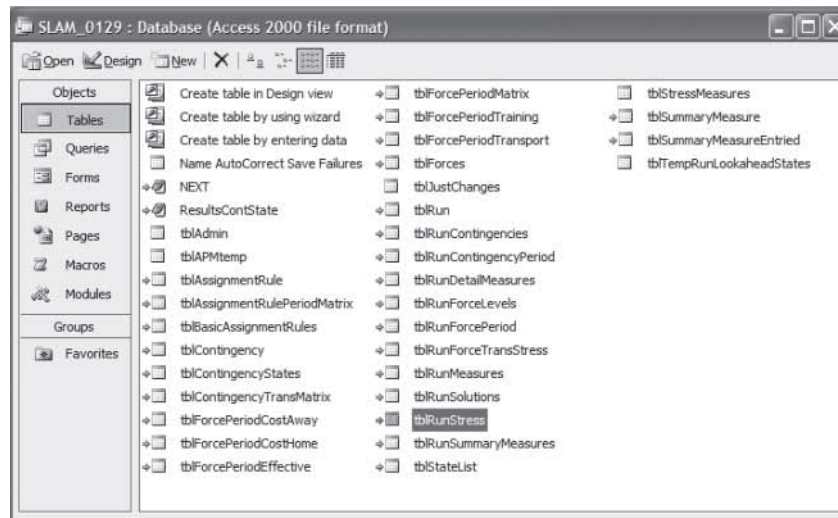 SLAM_0129 : Database (Access 2000 file format)
Open Design New
Objects
Tables
Queries
Forms
Reports
Pages
Macros
Modules
Groups
Favorites
Create table in Design view
Create table by using wizard
Create table by entering data
Name AutoCorrect Save Failures
NEXT
ResultsContState
tblAdmin
tblAPMtemp
tblAssignmentRule
tblAssignmentRulePeriodMatrix
tblBasicAssignmentRules
tblContingency
tblContingencyStates
tblContingencyTransMatrix
tblForcePeriodCostAway
tblForcePeriodCostHome
tblForcePeriodEffective
tblForcePeriodMatrix
tblForcePeriodTraining
tblForcePeriodTransport
tblForces
tblJustChanges
tblRun
tblRunContingencies
tblRunContingencyPeriod
tblRunDetailMeasures
tblRunForceLevels
tblRunForcePeriod
tblRunForceTransStress
tblRunMeasures
tblRunSolutions
tblRunStress
tblRunSummaryMeasures
tblStateList
tblStressMeasures
tblSummaryMeasure
tblSummaryMeasureEntried
tblTempRunLookaheadStates